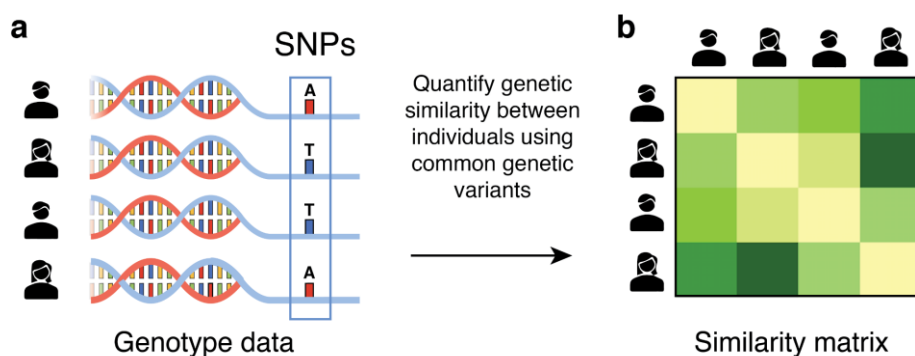 a
SNPs
A
T
T
A
Genotype data
Quantify genetic
similarity between
individuals using
common genetic
variants
b
Similarity matrix